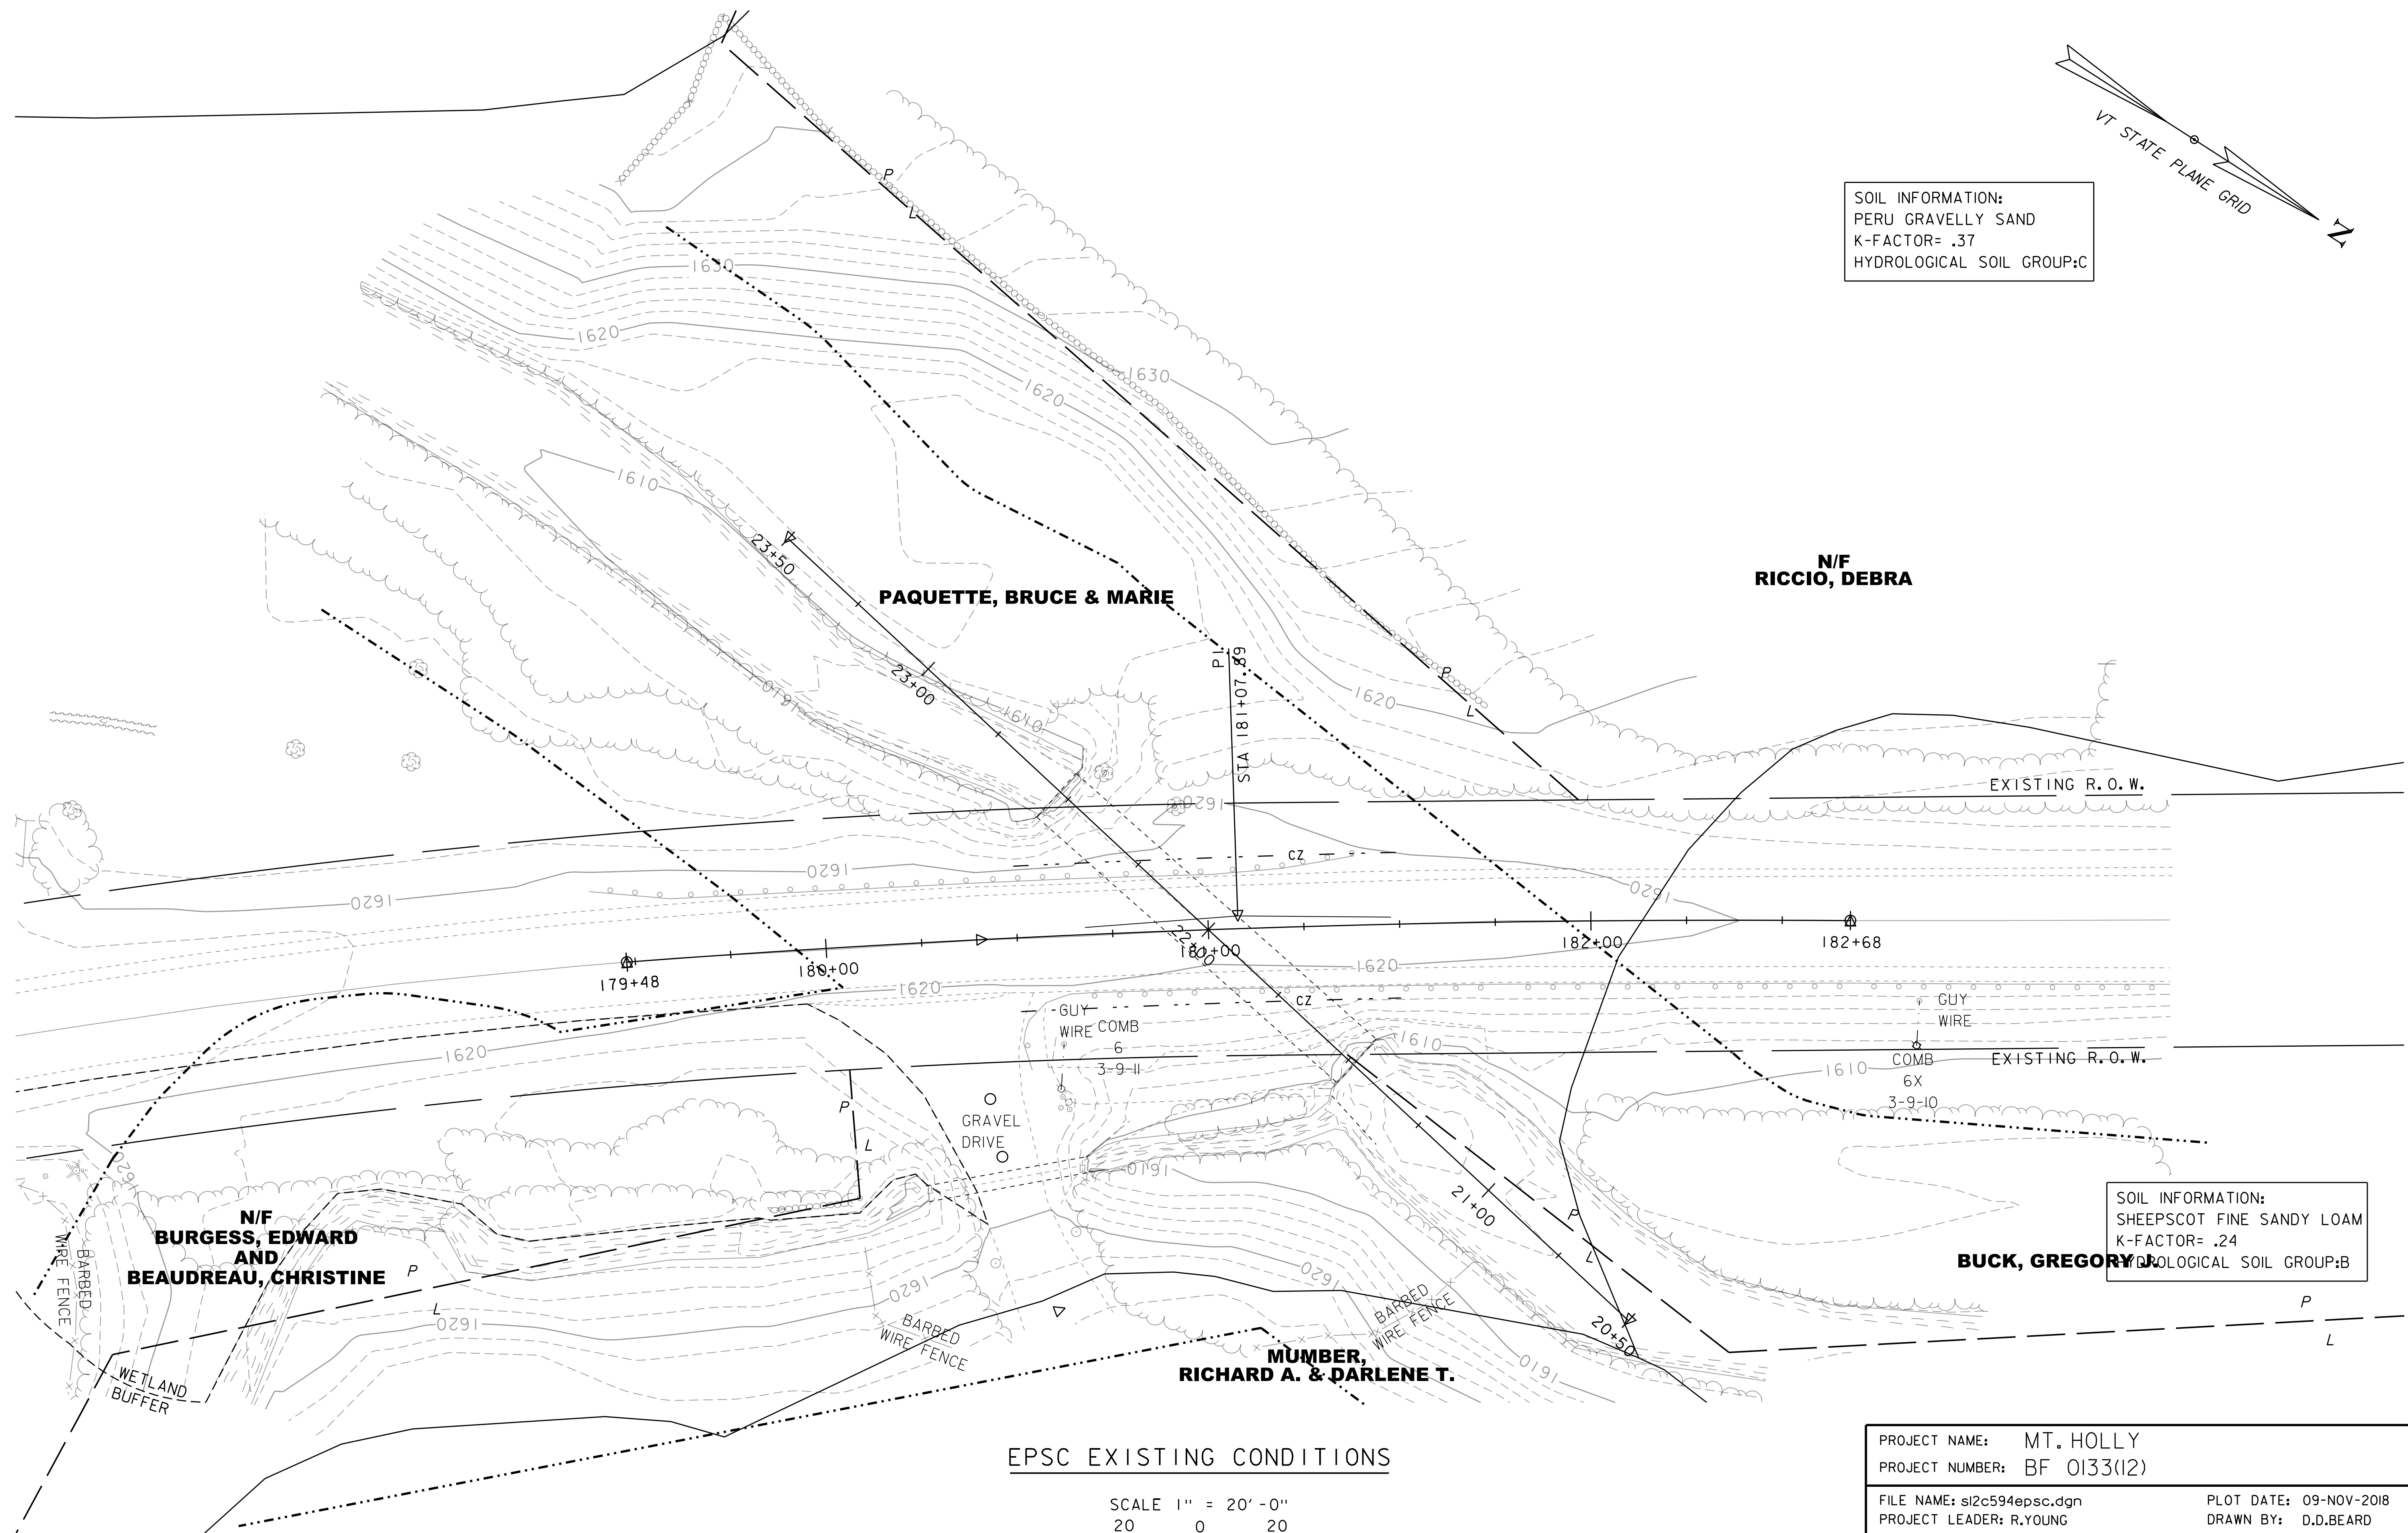 VT STATE PLANE GRID
N
SOIL INFORMATION:
PERU GRAVELLY SAND
K-FACTOR= .37
HYDROLOGICAL SOIL GROUP:C
P
L
1630
1620
1630
1620
1610
23+50
PAQUETTE, BRUCE & MARIE
N/F
RICCIO, DEBRA
23+00
1610
1610
PI
STA 181+07.89
1620
P
L
1620
EXISTING R.O.W.
CZ
1620
1620
1620
179+48
180+00
22+00
181+00
182+00
182+68
1620
1620
CZ
GUY
WIRE
COMB
6
3-9-11
1620
1610
GUY
WIRE
COMB
6X
3-9-10
1610
EXISTING R.O.W.
P
L
GRAVEL
DRIVE
1610
1620
21+00
P
L
SOIL INFORMATION:
SHEEPSCOT FINE SANDY LOAM
K-FACTOR= .24
HYDROLOGICAL SOIL GROUP:B
BUCK, GREGORY J.
N/F
BURGESS, EDWARD
AND
BEAUDREAU, CHRISTINE
BARBED
WIRE FENCE
P
L
1620
1620
1620
BARBED
WIRE FENCE
BARBED
WIRE FENCE
20+50
1610
P
L
WETLAND
BUFFER
MUMBER,
RICHARD A. & DARLENE T.
EPSC EXISTING CONDITIONS
SCALE 1" = 20'-0"
20 0 20
PROJECT NAME: MT. HOLLY
PROJECT NUMBER: BF 0133(12)
FILE NAME: s12c594epsc.dgn
PLOT DATE: 09-NOV-2018
PROJECT LEADER: R.YOUNG
DRAWN BY: D.D.BEARD